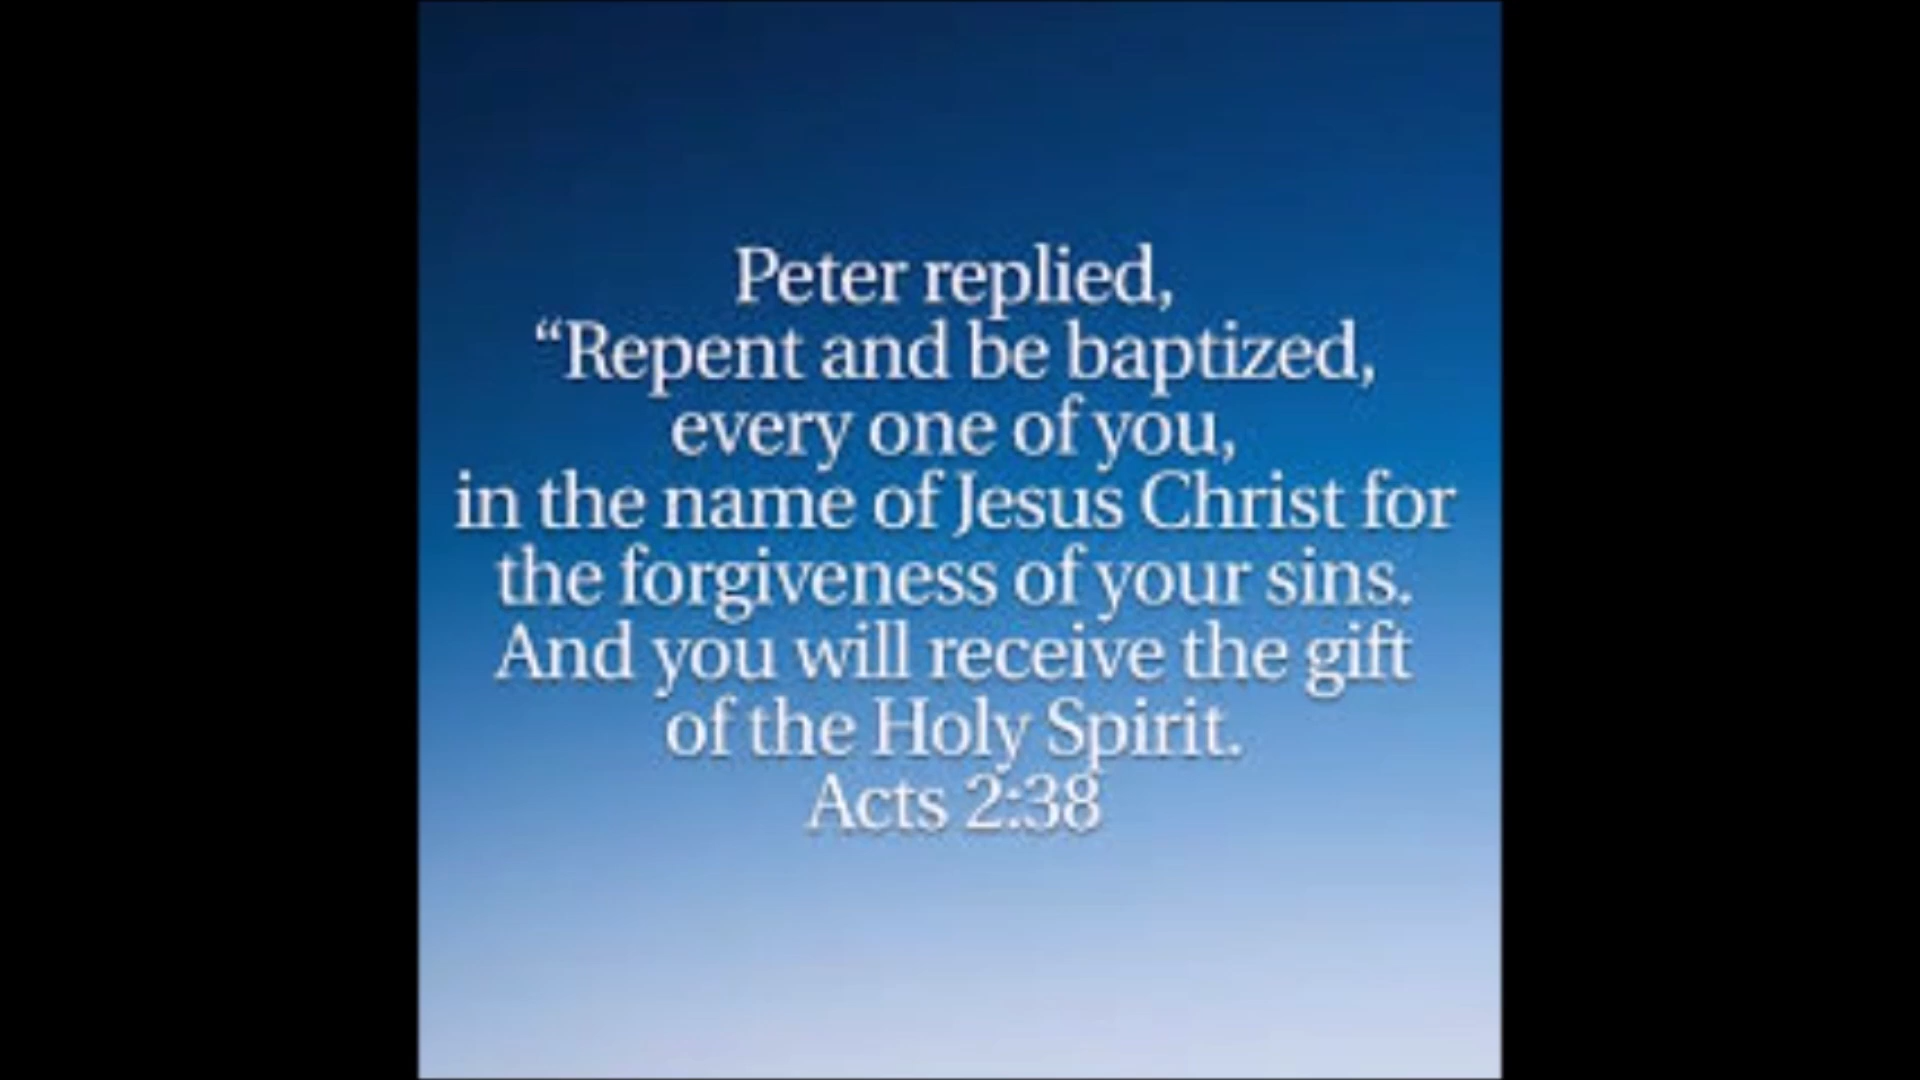 Peter replied,
“Repent and be baptized,
every one of you,
in the name of Jesus Christ for
the forgiveness of your sins.
And you will receive the gift
of the Holy Spirit.
Acts 2:38